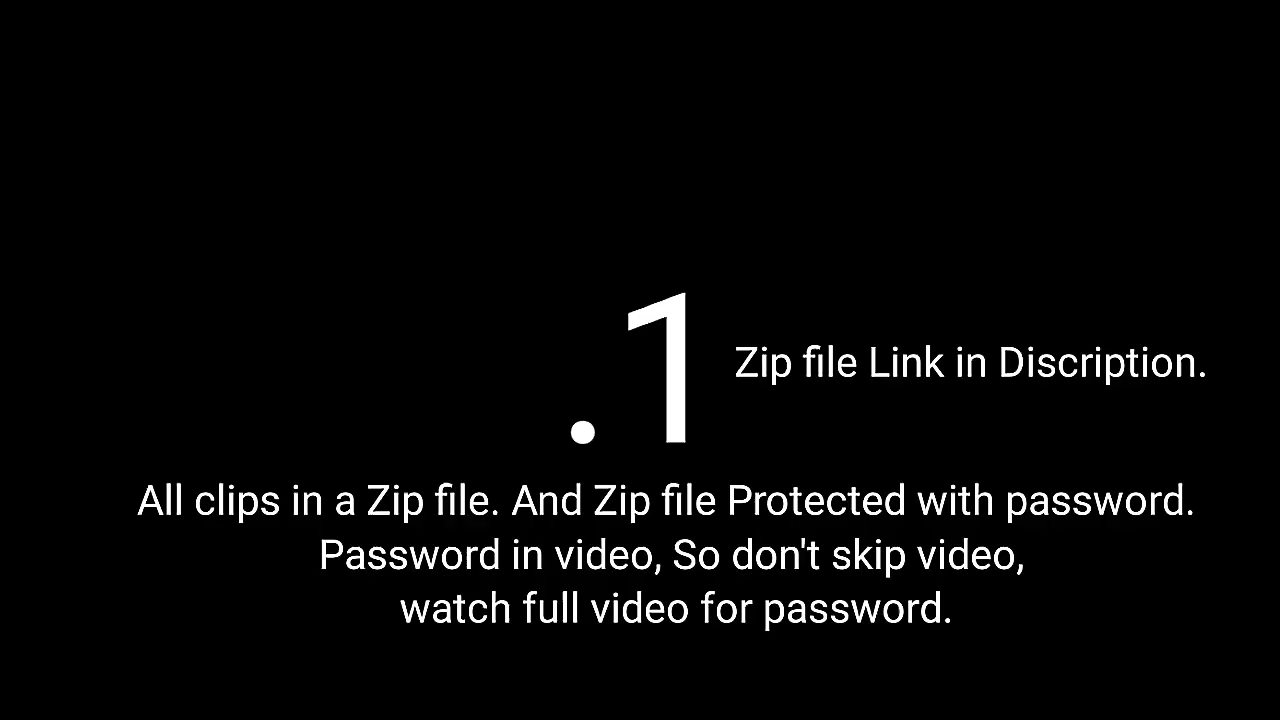 .1
Zip file Link in Discription.
All clips in a Zip file. And Zip file Protected with password.
Password in video, So don't skip video,
watch full video for password.